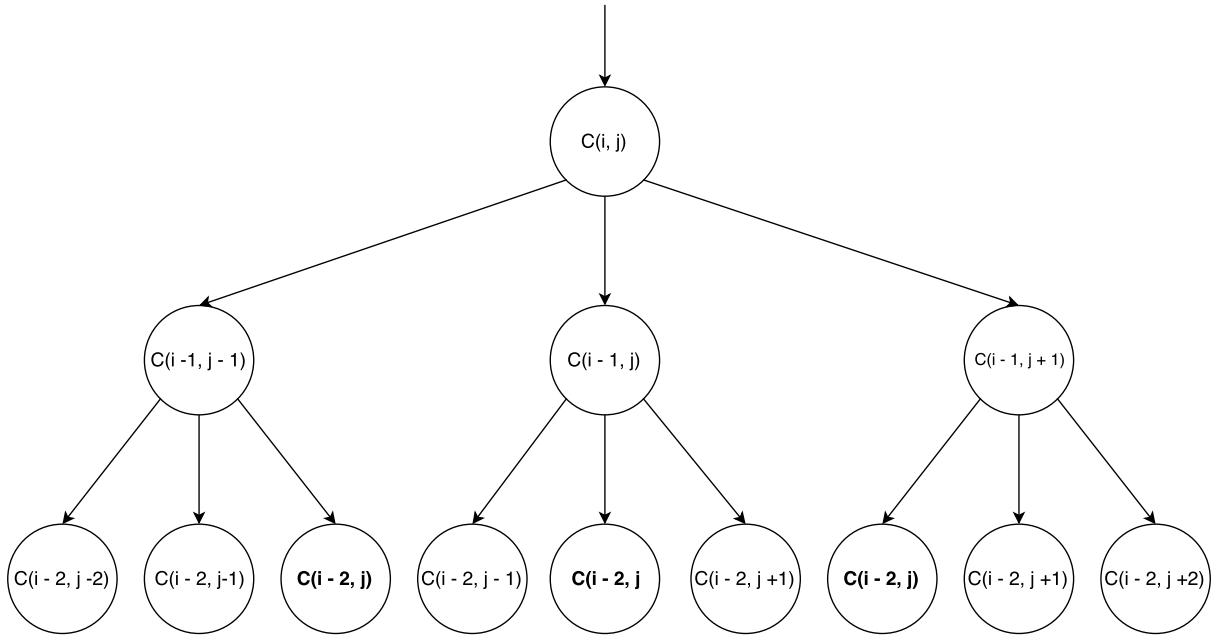 C(i, j)
C(i -1, j - 1)
C(i - 1, j)
C(i - 1, j + 1)
C(i - 2, j -2)
C(i - 2, j-1)
C(i - 2, j)
C(i - 2, j - 1)
C(i - 2, j
C(i - 2, j +1)
C(i - 2, j)
C(i - 2, j +1)
C(i - 2, j +2)